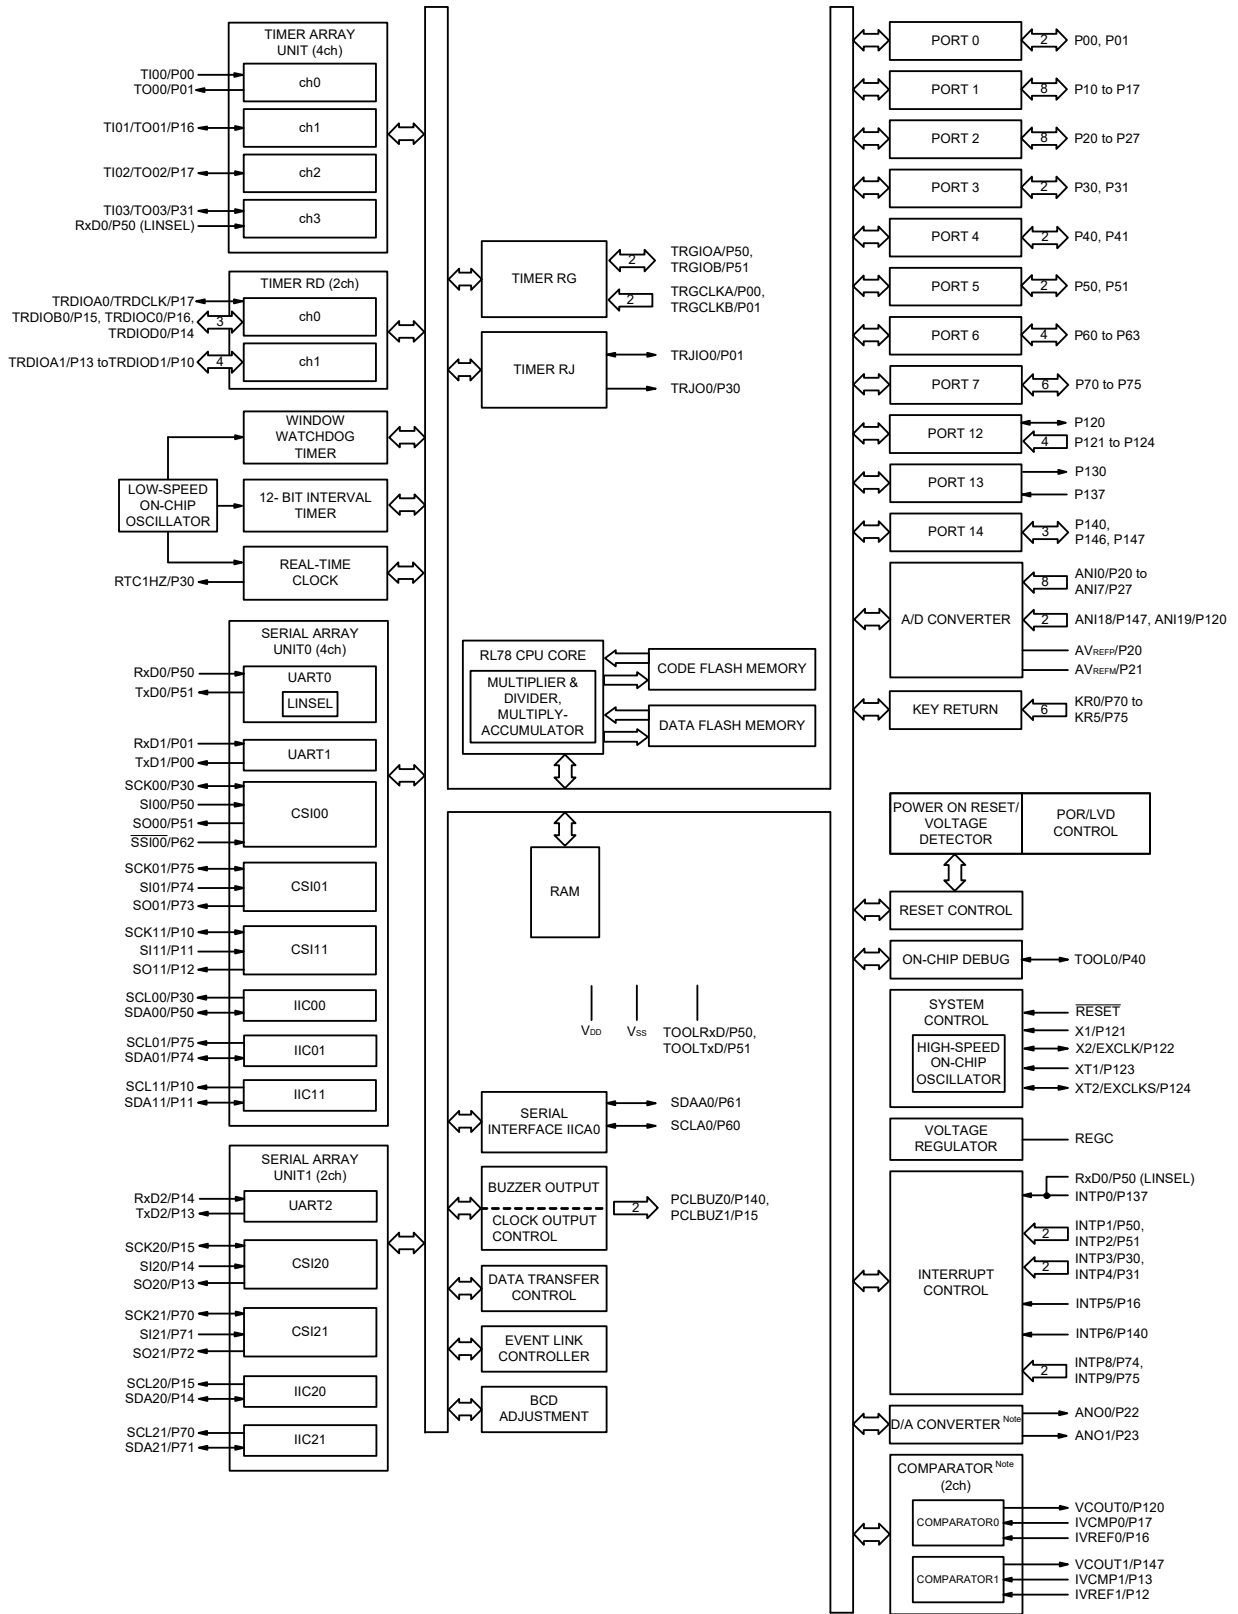 TIMER ARRAY
UNIT (4ch)
TI00/P00
TO00/P01
ch0
TI01/TO01/P16
ch1
TI02/TO02/P17
ch2
TI03/TO03/P31
RxD0/P50 (LINSEL)
ch3
TIMER RD (2ch)
TRDIOA0/TRDCLK/P17
TRDIOB0/P15, TRDIOC0/P16,
TRDIOD0/P14
3
ch0
TRDIOA1/P13 toTRDIOD1/P10
4
ch1
WINDOW
WATCHDOG
TIMER
LOW-SPEED
ON-CHIP
OSCILLATOR
12- BIT INTERVAL
TIMER
REAL-TIME
CLOCK
RTC1HZ/P30
SERIAL ARRAY
UNIT0 (4ch)
RxD0/P50
TxD0/P51
UART0
LINSEL
RxD1/P01
TxD1/P00
UART1
SCK00/P30
SI00/P50
SO00/P51
SSI00/P62
CSI00
SCK01/P75
SI01/P74
SO01/P73
CSI01
SCK11/P10
SI11/P11
SO11/P12
CSI11
SCL00/P30
SDA00/P50
IIC00
SCL01/P75
SDA01/P74
IIC01
SCL11/P10
SDA11/P11
IIC11
SERIAL ARRAY
UNIT1 (2ch)
RxD2/P14
TxD2/P13
UART2
SCK20/P15
SI20/P14
SO20/P13
CSI20
SCK21/P70
SI21/P71
SO21/P72
CSI21
SCL20/P15
SDA20/P14
IIC20
SCL21/P70
SDA21/P71
IIC21
TIMER RG
2
TRGIOA/P50,
TRGIOB/P51
2
TRGCLKA/P00,
TRGCLKB/P01
TIMER RJ
TRJIO0/P01
TRJO0/P30
RL78 CPU CORE
MULTIPLIER &
DIVIDER,
MULTIPLY-
ACCUMULATOR
CODE FLASH MEMORY
DATA FLASH MEMORY
RAM
VDD
VSS
TOOLRxD/P50,
TOOLTxD/P51
SERIAL
INTERFACE IICA0
SDAA0/P61
SCLA0/P60
BUZZER OUTPUT
CLOCK OUTPUT
CONTROL
2
PCLBUZ0/P140,
PCLBUZ1/P15
DATA TRANSFER
CONTROL
EVENT LINK
CONTROLLER
BCD
ADJUSTMENT
PORT 0
2
P00, P01
PORT 1
8
P10 to P17
PORT 2
8
P20 to P27
PORT 3
2
P30, P31
PORT 4
2
P40, P41
PORT 5
2
P50, P51
PORT 6
4
P60 to P63
PORT 7
6
P70 to P75
PORT 12
P120
4
P121 to P124
PORT 13
P130
P137
PORT 14
3
P140,
P146, P147
A/D CONVERTER
8
ANI0/P20 to
ANI7/P27
2
ANI18/P147, ANI19/P120
AVREFP/P20
AVREFM/P21
KEY RETURN
6
KR0/P70 to
KR5/P75
POWER ON RESET/
VOLTAGE
DETECTOR
POR/LVD
CONTROL
RESET CONTROL
ON-CHIP DEBUG
TOOL0/P40
SYSTEM
CONTROL
HIGH-SPEED
ON-CHIP
OSCILLATOR
RESET
X1/P121
X2/EXCLK/P122
XT1/P123
XT2/EXCLKS/P124
VOLTAGE
REGULATOR
REGC
INTERRUPT
CONTROL
RxD0/P50 (LINSEL)
INTP0/P137
2
INTP1/P50,
INTP2/P51
2
INTP3/P30,
INTP4/P31
INTP5/P16
INTP6/P140
2
INTP8/P74,
INTP9/P75
D/A CONVERTER Note
ANO0/P22
ANO1/P23
COMPARATOR Note
(2ch)
COMPARATOR0
VCOUT0/P120
IVCMP0/P17
IVREF0/P16
COMPARATOR1
VCOUT1/P147
IVCMP1/P13
IVREF1/P12